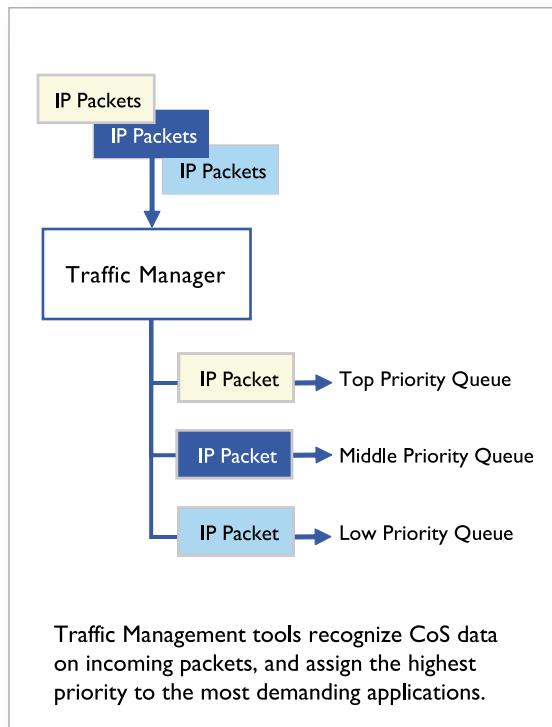 IP Packets
IP Packets
IP Packets
Traffic Manager
IP Packet
Top Priority Queue
IP Packet
Middle Priority Queue
IP Packet
Low Priority Queue
Traffic Management tools recognize CoS data
on incoming packets, and assign the highest
priority to the most demanding applications.